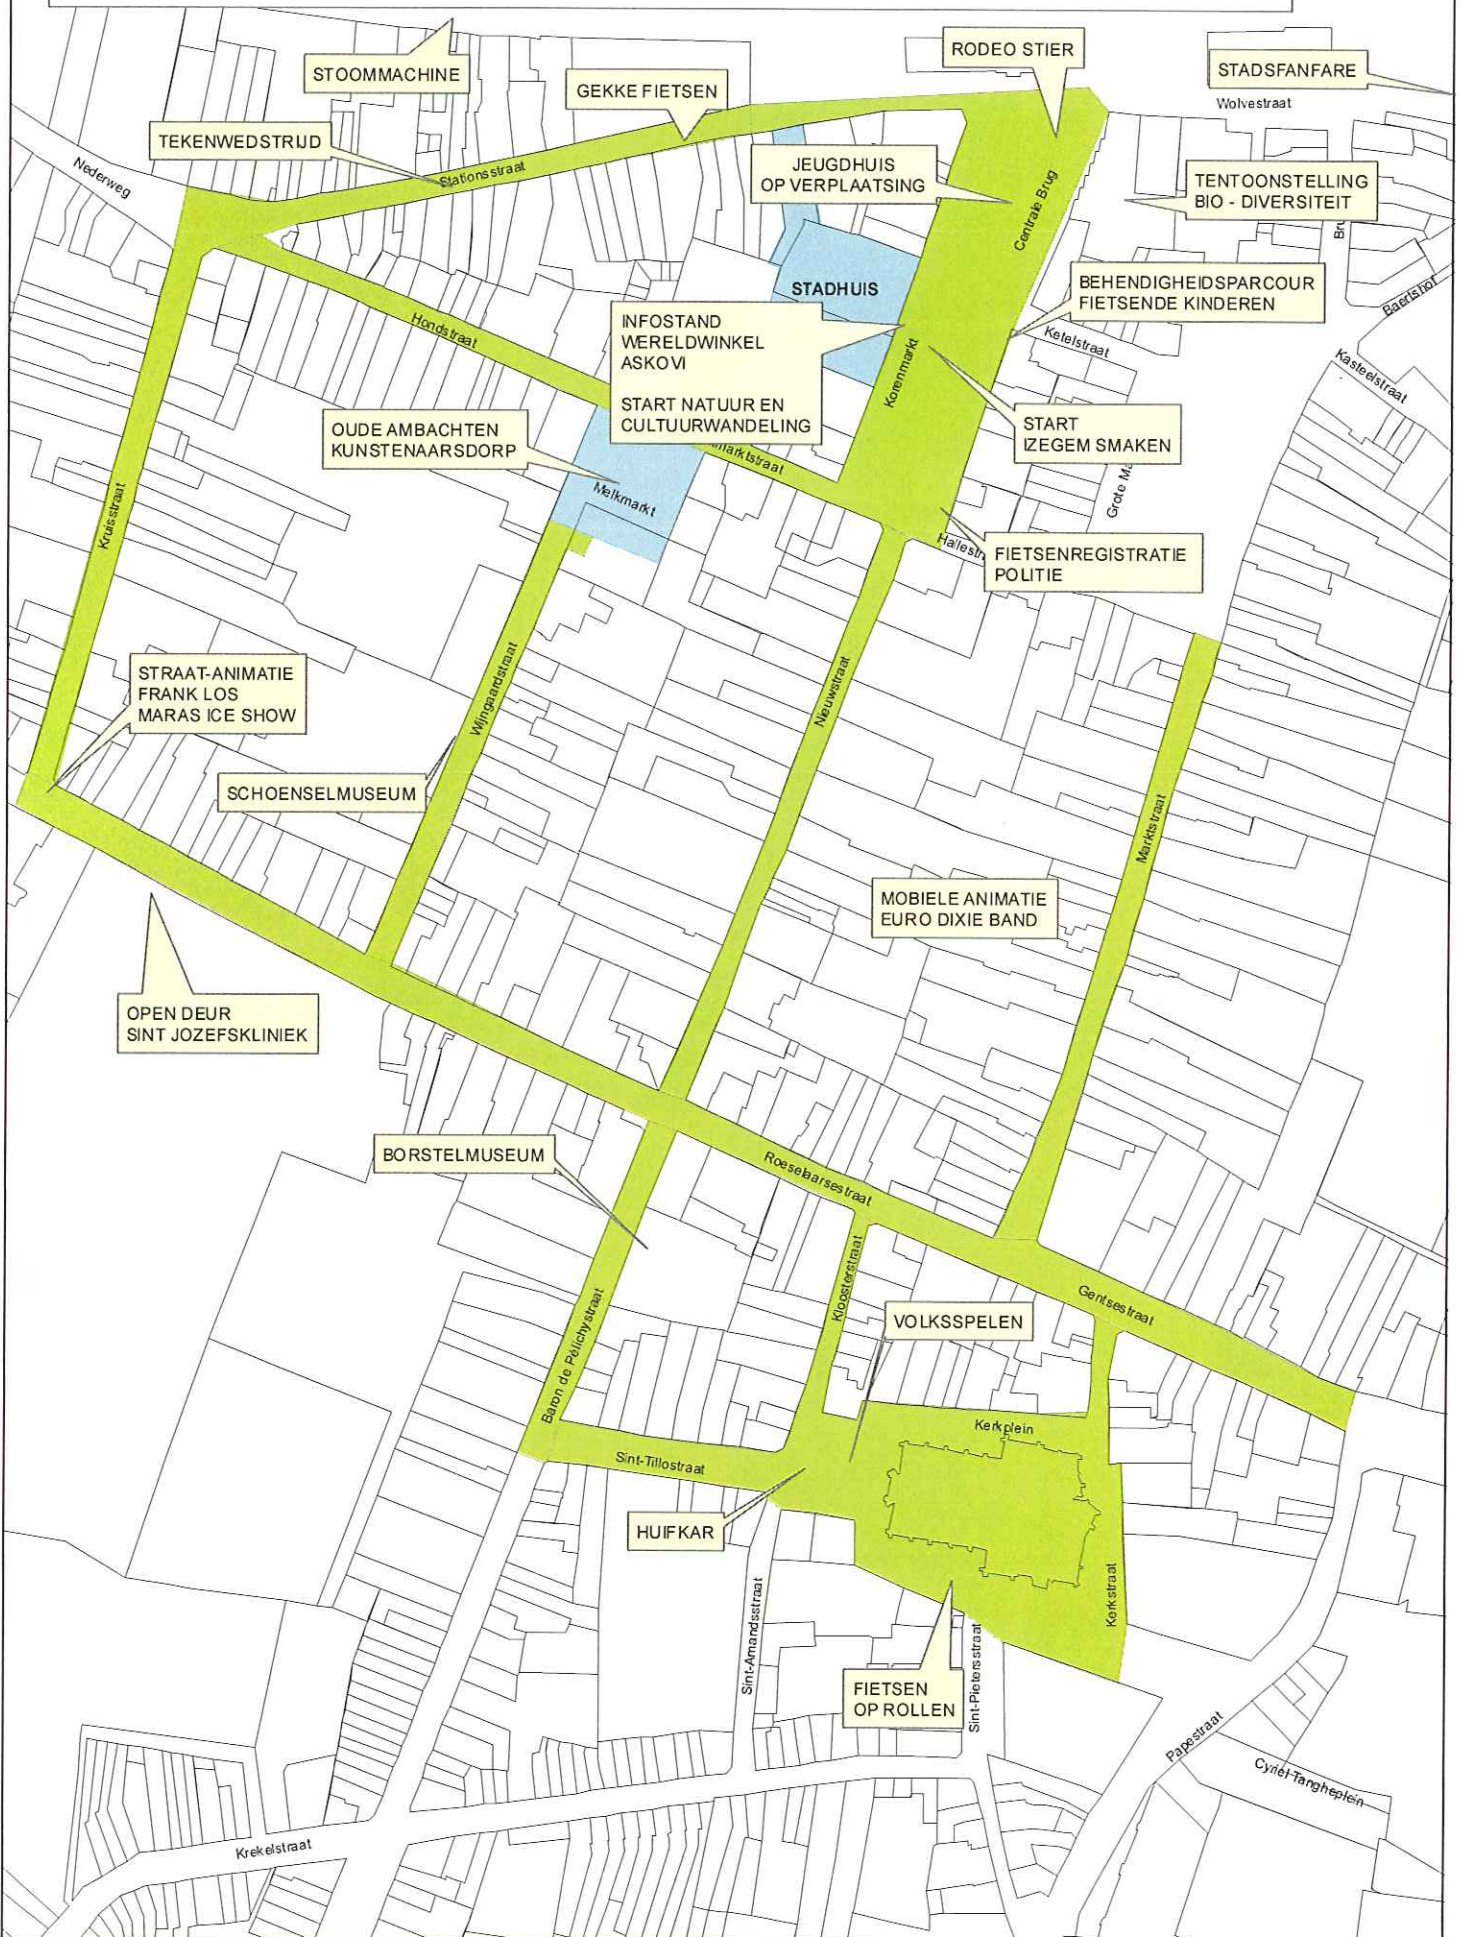 RODEO STIER
STOOMMACHINE
STADSFANFARE
GEKKE FIETSEN
Wolvestraat
TEKENWEDSTRIJD
Nederweg
Stationsstraat
JEUGDHUIS
OP VERPLAATSING
TENTOONSTELLING
BIO - DIVERSITEIT
Centrale Brug
STADHUIS
BEHENDIGHEIDSPARCOUR
FIETSENDE KINDEREN
Baertshof
INFOSTAND
WERELDWINKEL
ASKOVI
START NATUUR EN
CULTUURWANDELING
Hondstraat
Ketelstraat
Kasteelstraat
Korenmarkt
START
IZEGEM SMAKEN
OUDE AMBACHTEN
KUNSTENAARSDORP
Melkmarkt
Grote
Kruisstraat
FIETSENREGISTRATIE
POLITIE
STRAAT-ANIMATIE
FRANK LOS
MARAS ICE SHOW
Wijngaardstraat
Nieuwstraat
SCHOENSELMUSEUM
Marktstraat
MOBIELE ANIMATIE
EURO DIXIE BAND
OPEN DEUR
SINT JOZEFSKLINIEK
BORSTELMUSEUM
Roeselaarsestraat
Kloosterstraat
Gentsestraat
VOLKSSPELEN
Baron de Pélichystraat
Kerkplein
Sint-Tillostraat
HUIFKAR
Kerkstraat
Sint-Amandsstraat
Sint-Pietersstraat
FIETSEN
OP ROLLEN
Papestraat
Cyriel Tangheplein
Krekelstraat